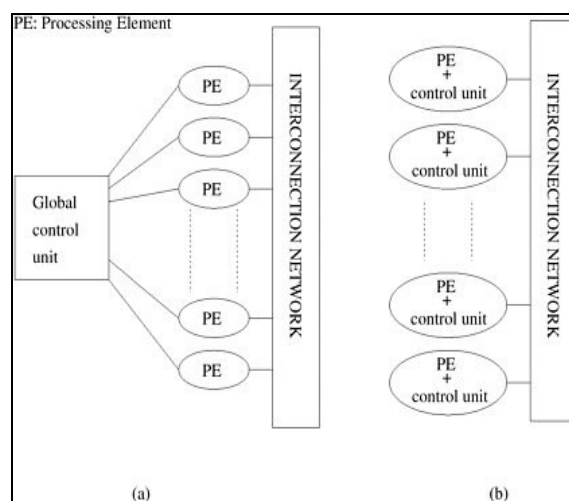 PE: Processing Element
PE
PE
PE
PE
PE
Global
control
unit
INTERCONNECTION NETWORK
PE
+
control unit
PE
+
control unit
PE
+
control unit
PE
+
control unit
INTERCONNECTION NETWORK
(a)
(b)